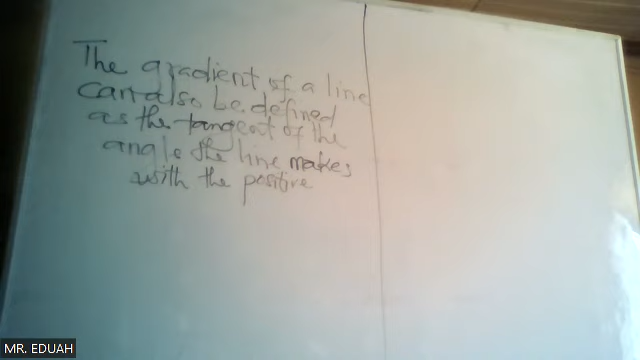 The gradient of a line
can also be defined
as the tangent of the
angle the line makes
with the positive
MR. EDUAH